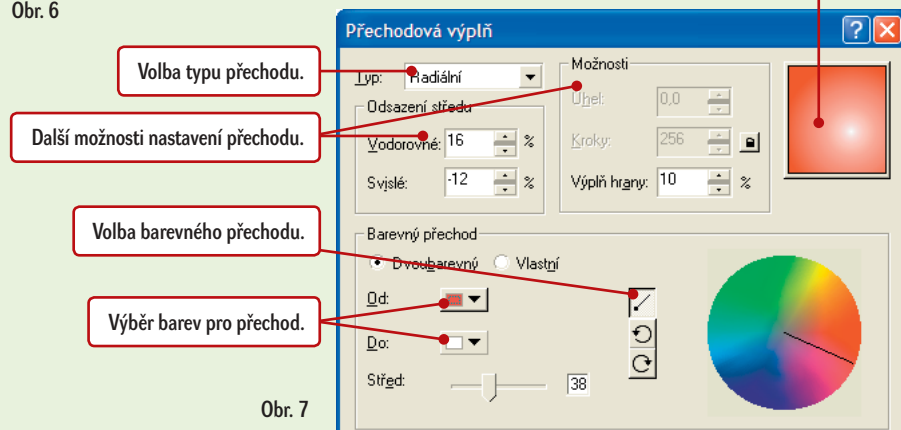 Obr. 6
Přechodová výplň
Volba typu přechodu.
Typ: Radiální
Možnosti
Úhel: 0,0
Odsazení středu
Další možnosti nastavení přechodu.
Vodorovné: 16 %
Kroky: 256
Svislé: -12 %
Výplň hrany: 10 %
Volba barevného přechodu.
Barevný přechod
Dvoubarevný Vlastní
Od:
Výběr barev pro přechod.
Do:
Střed: 38
Obr. 7